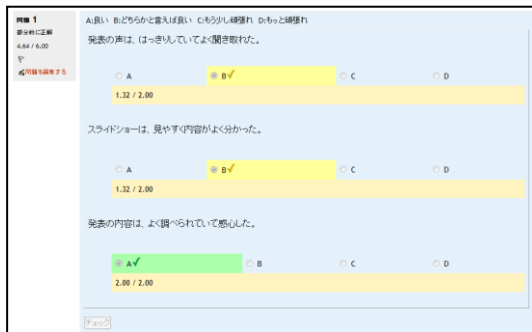 問題 1
部分的に正解
4.64 / 6.00
問題を編集する
A:良い B:どちらかと言えば良い C:もう少し頑張れ D:もっと頑張れ
発表の声は、はっきりしていてよく聞き取れた。
A B C D
1.32 / 2.00
スライドショーは、見やすく内容がよく分かった。
A B C D
1.32 / 2.00
発表の内容は、よく調べられていて感心した。
A B C D
2.00 / 2.00
チェック